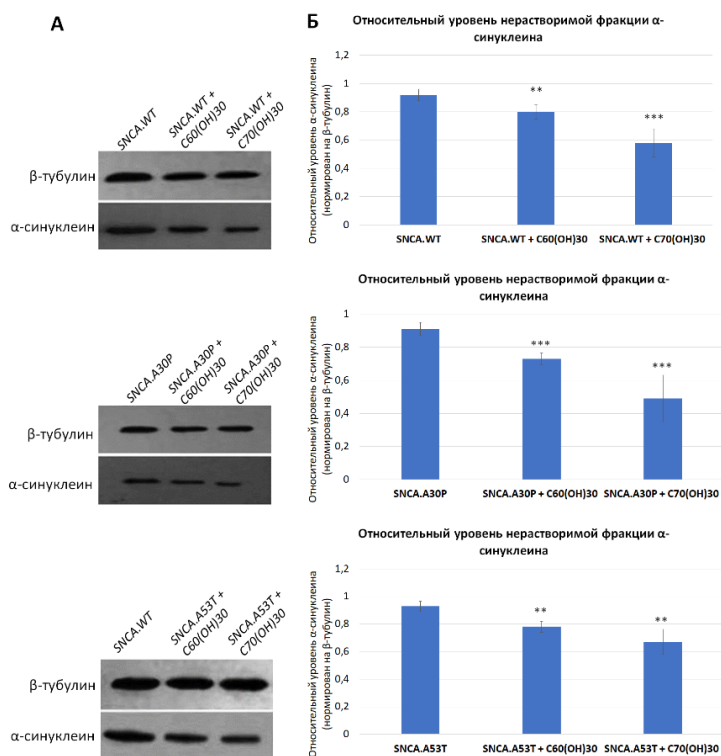 А
Б
SNCA.WT
SNCA.WT +
C60(OH)30
SNCA.WT +
C70(OH)30
β-тубулин
α-синуклеин
Относительный уровень нерастворимой фракции α-
синуклеина
Относительный уровень α-синуклеина
(нормирован на β-тубулин)
1,2
1
0,8
0,6
0,4
0,2
0
**
***
SNCA.WT
SNCA.WT + C60(OH)30
SNCA.WT + C70(OH)30
SNCA.A30P
SNCA.A30P +
C60(OH)30
SNCA.A30P +
C70(OH)30
β-тубулин
α-синуклеин
Относительный уровень нерастворимой фракции α-
синуклеина
Относительный уровень α-синуклеина
(нормирован на β-тубулин)
1
0,8
0,6
0,4
0,2
0
***
***
SNCA.A30P
SNCA.A30P + C60(OH)30
SNCA.A30P + C70(OH)30
SNCA.WT
SNCA.A53T +
C60(OH)30
SNCA.A53T +
C70(OH)30
β-тубулин
α-синуклеин
Относительный уровень нерастворимой фракции α-
синуклеина
Относительный уровень α-синуклеина
(нормирован на β-тубулин)
1,2
1
0,8
0,6
0,4
0,2
0
**
**
SNCA.A53T
SNCA.A53T + C60(OH)30
SNCA.A53T + C70(OH)30